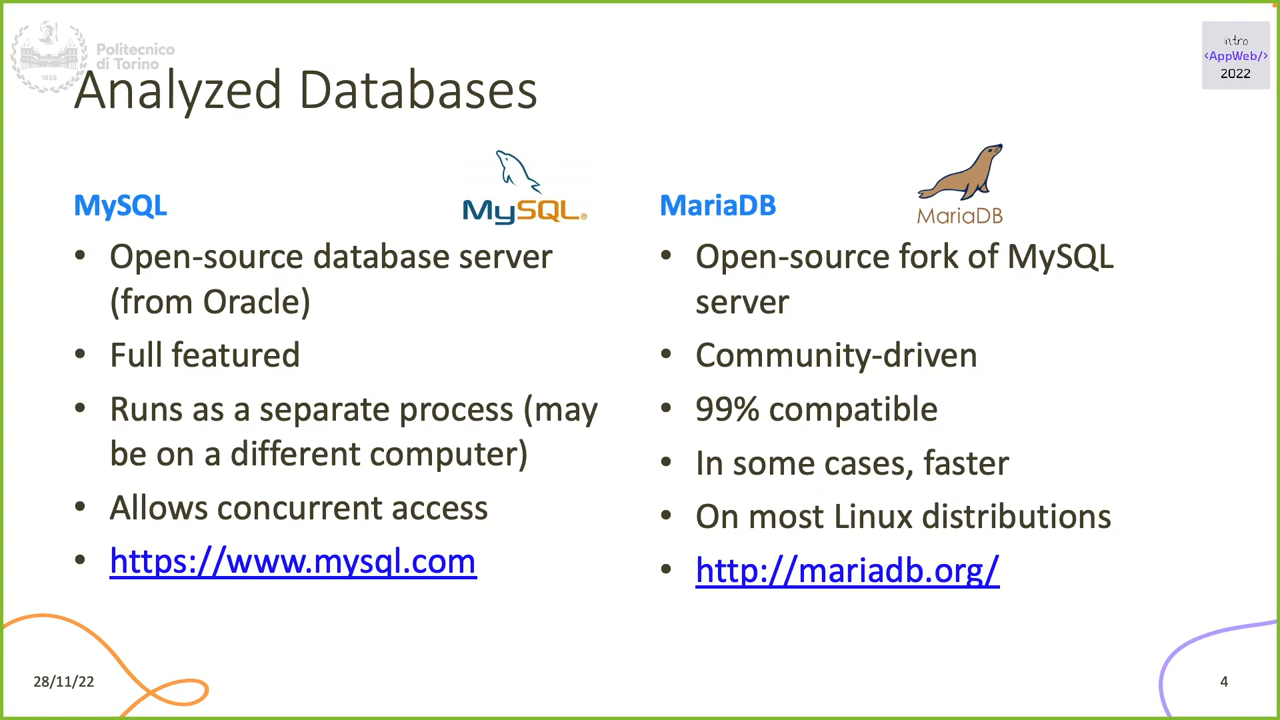 Politecnico
di Torino
1859
intro
<AppWeb/>
2022
Analyzed Databases
MySQL
MySQL®
• Open-source database server
(from Oracle)
• Full featured
• Runs as a separate process (may
be on a different computer)
• Allows concurrent access
• https://www.mysql.com
MariaDB
MariaDB
• Open-source fork of MySQL
server
• Community-driven
• 99% compatible
• In some cases, faster
• On most Linux distributions
• http://mariadb.org/
28/11/22
4